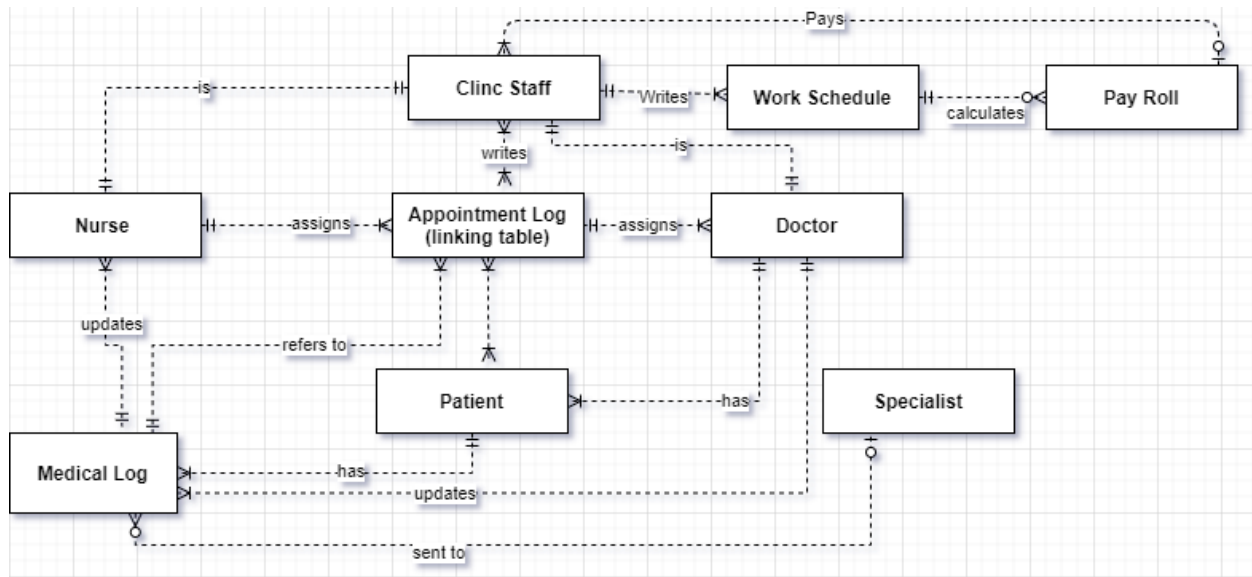 Pays
Clinc Staff
is
Writes
Work Schedule
calculates
Pay Roll
writes
is
Nurse
assigns
Appointment Log
(linking table)
assigns
Doctor
updates
refers to
Patient
has
Specialist
Medical Log
has
updates
sent to